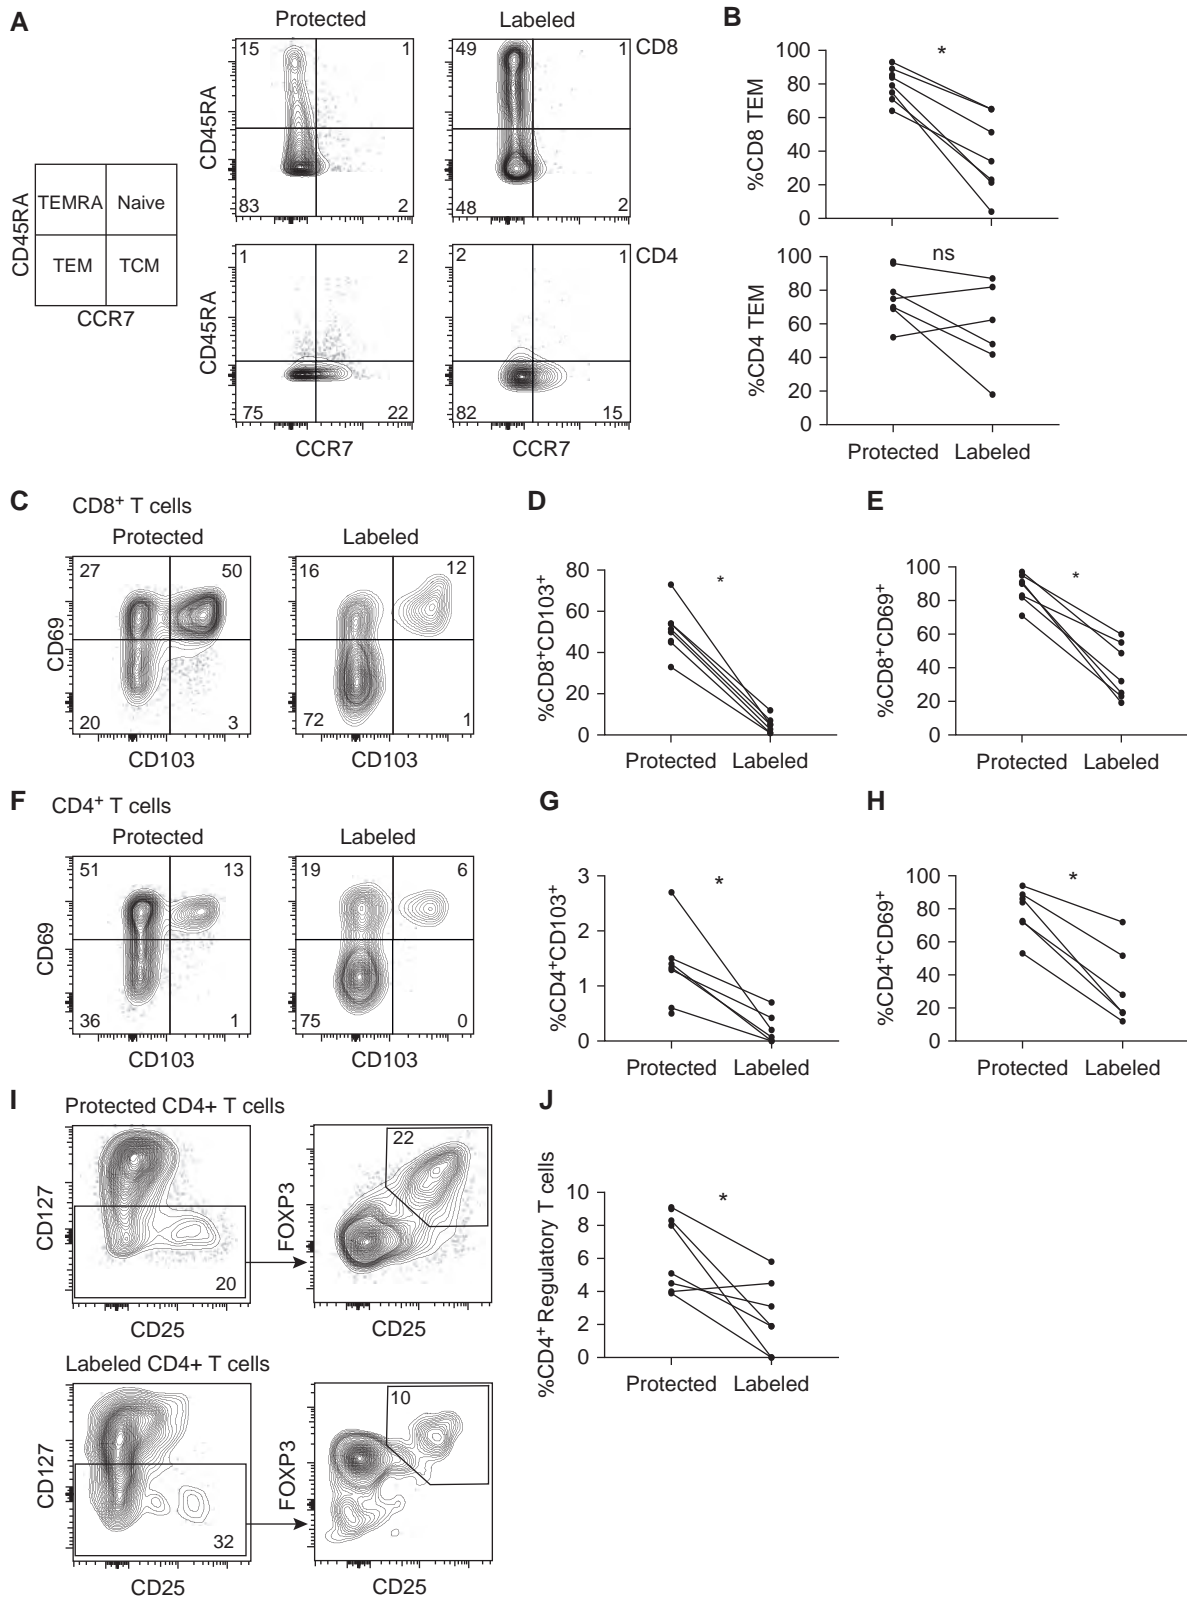 A
Protected
Labeled
B
15
1
49
1
CD8
CD45RA
83
2
48
2
TEMRA
Naive
TEM
TCM
CD45RA
CCR7
1
2
2
1
CD4
CD45RA
75
22
82
15
CCR7
CCR7
*
100
80
60
40
20
0
%CD8 TEM
ns
100
80
60
40
20
0
%CD4 TEM
Protected
Labeled
C
CD8+ T cells
Protected
Labeled
27
50
16
12
CD69
20
3
72
1
CD103
CD103
D
*
80
60
40
20
0
%CD8+CD103+
Protected
Labeled
E
*
100
80
60
40
20
0
%CD8+CD69+
Protected
Labeled
F
CD4+ T cells
Protected
Labeled
51
13
19
6
CD69
36
1
75
0
CD103
CD103
G
*
3
2
1
0
%CD4+CD103+
Protected
Labeled
H
*
100
80
60
40
20
0
%CD4+CD69+
Protected
Labeled
I
Protected CD4+ T cells
CD127
20
CD25
FOXP3
22
CD25
Labeled CD4+ T cells
CD127
32
CD25
FOXP3
10
CD25
J
*
10
8
6
4
2
0
%CD4+ Regulatory T cells
Protected
Labeled